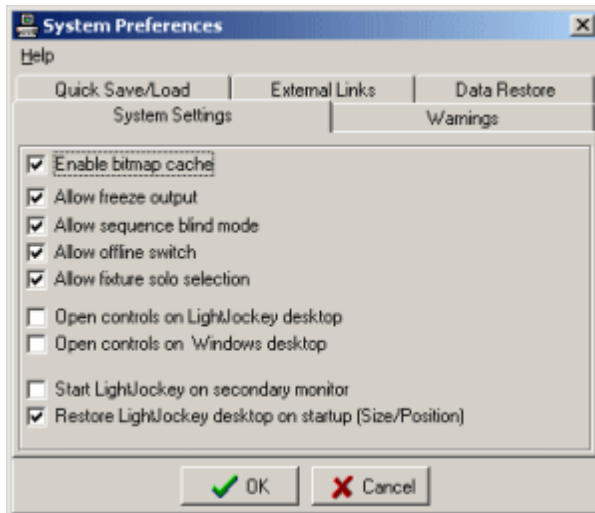 System Preferences
Help
Quick Save/Load External Links Data Restore
System Settings Warnings
Enable bitmap cache
Allow freeze output
Allow sequence blind mode
Allow offline switch
Allow fixture solo selection
Open controls on LightJockey desktop
Open controls on Windows desktop
Start LightJockey on secondary monitor
Restore LightJockey desktop on startup (Size/Position)
OK Cancel